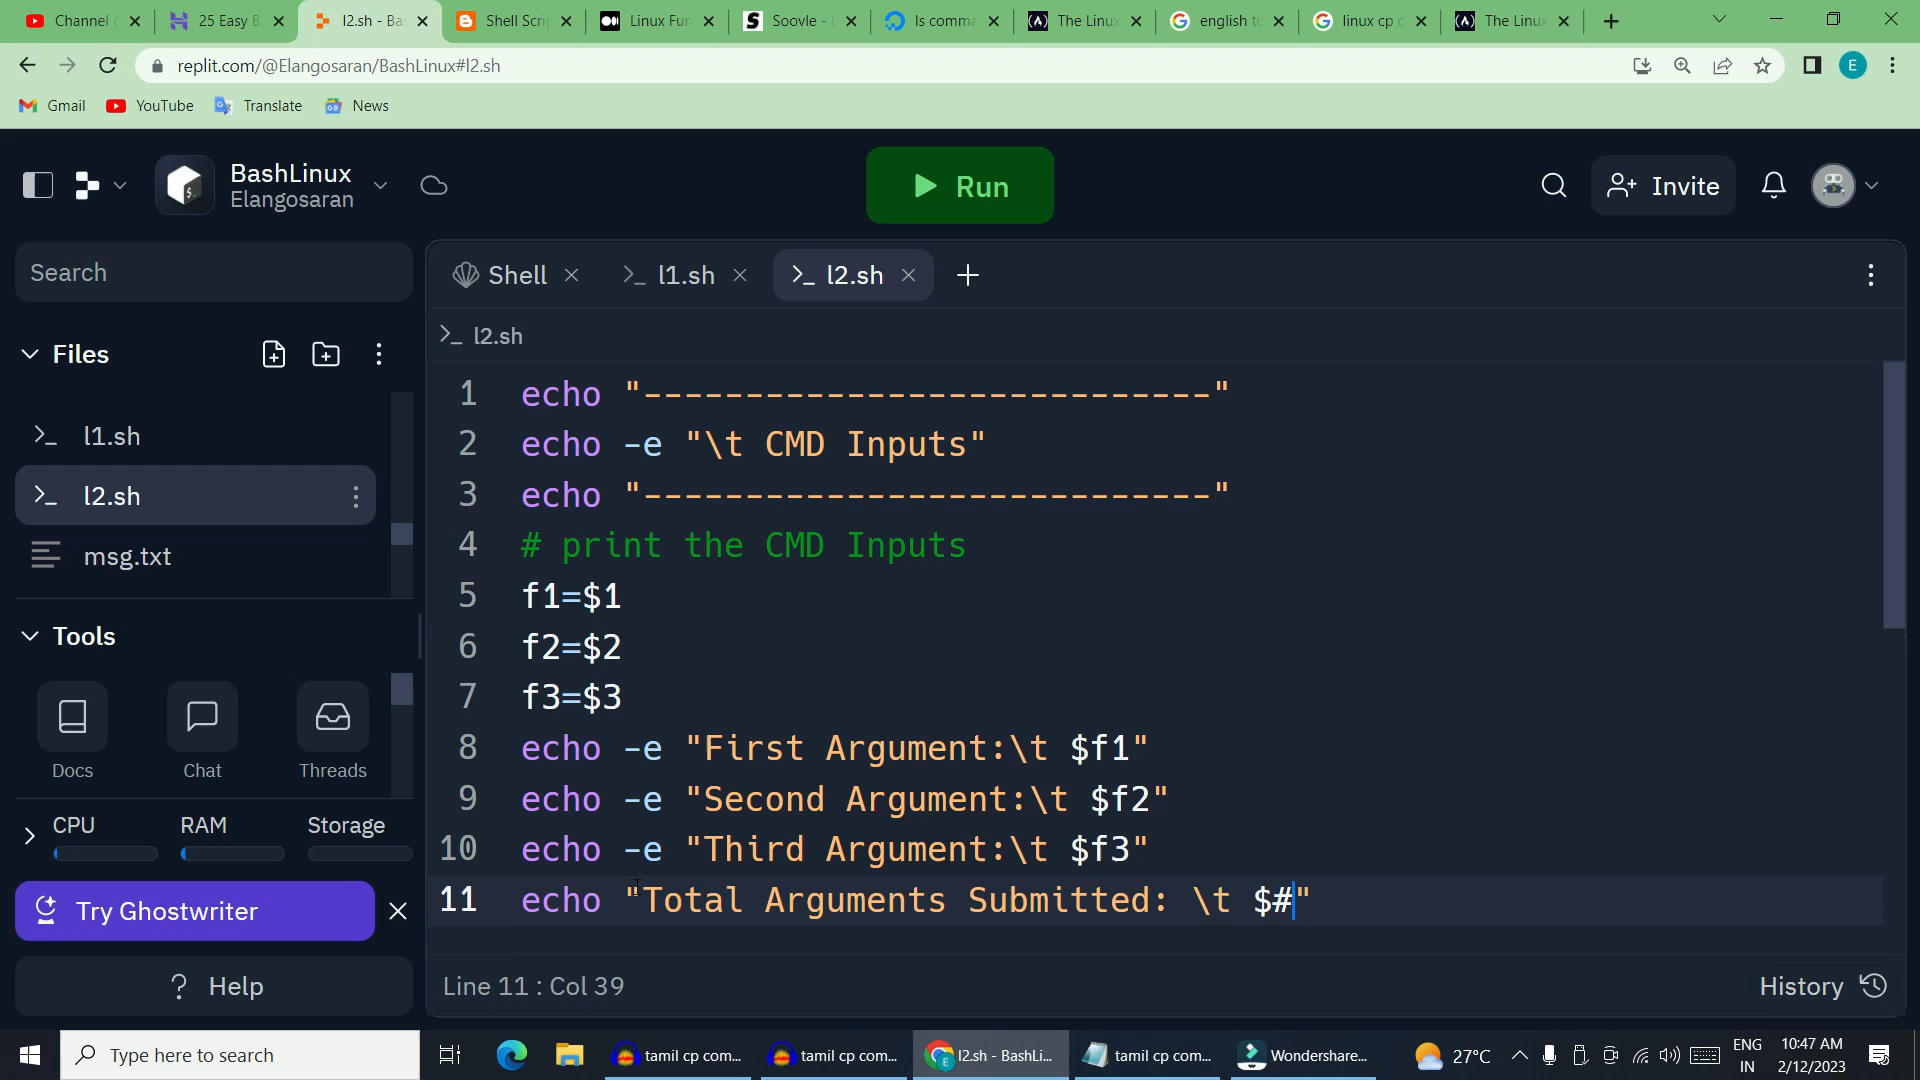 Channel c
25 Easy B
l2.sh - Bas
Shell Scrip
Linux Fun
Soovle -
ls comma
The Linux
english to
linux cp c
The Linux
replit.com/@Elangosaran/BashLinux#l2.sh
E
Gmail
YouTube
Translate
News
BashLinux
Elangosaran
Run
Invite
Search
Shell
l1.sh
l2.sh
Files
>_ l2.sh
l1.sh
l2.sh
msg.txt
1 echo "----------------------------"
2 echo -e "\t CMD Inputs"
3 echo "----------------------------"
4 # print the CMD Inputs
5 f1=$1
6 f2=$2
7 f3=$3
8 echo -e "First Argument:\t $f1"
9 echo -e "Second Argument:\t $f2"
10 echo -e "Third Argument:\t $f3"
11 echo "Total Arguments Submitted: \t $#"
Tools
Docs
Chat
Threads
CPU
RAM
Storage
Try Ghostwriter
? Help
Line 11 : Col 39
History
Type here to search
tamil cp com...
tamil cp com...
l2.sh - BashLi...
tamil cp com...
Wondershare...
27°C
ENG
IN
10:47 AM
2/12/2023